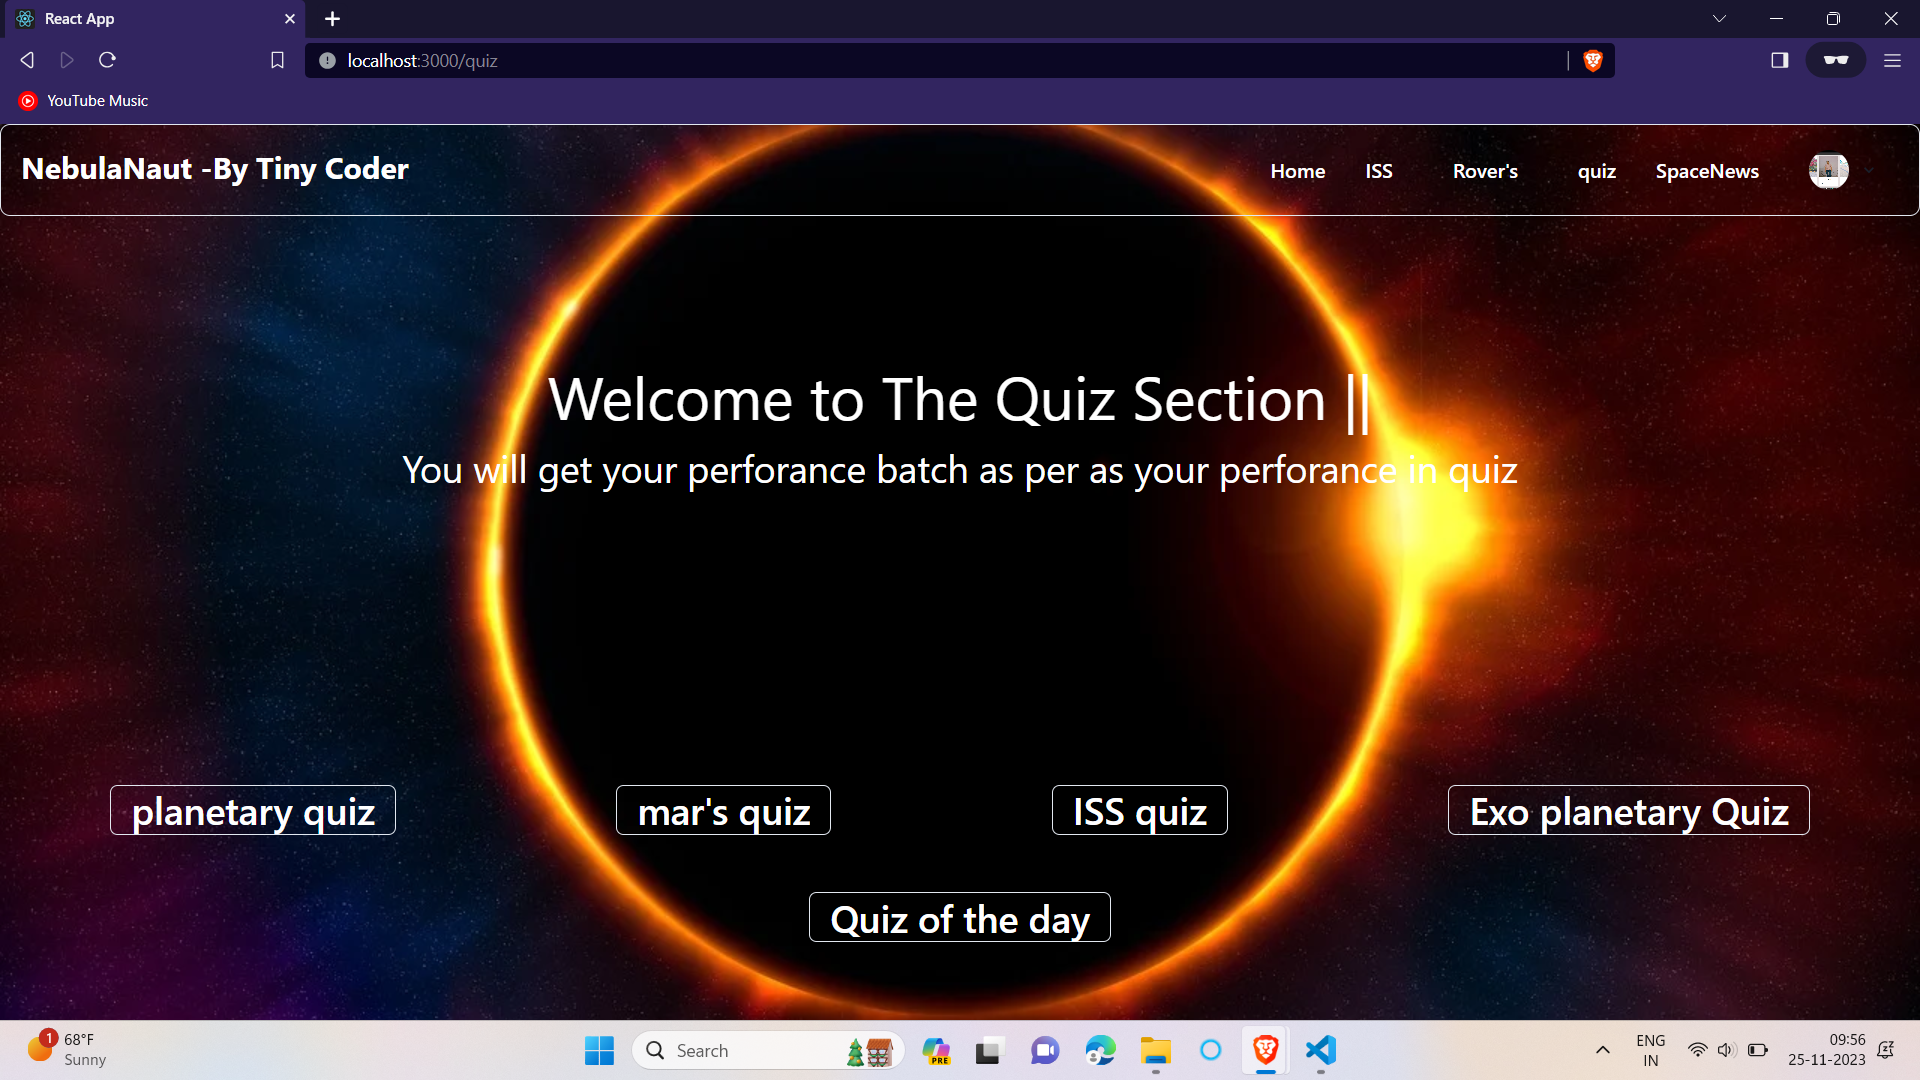 React App
localhost:3000/quiz
YouTube Music
NebulaNaut -By Tiny Coder
Home ISS Rover's quiz SpaceNews
Welcome to The Quiz Section ||
You will get your perforance batch as per as your perforance in quiz
planetary quiz mar's quiz ISS quiz Exo planetary Quiz
Quiz of the day
1
68°F
Sunny
Search
PRE
ENG
IN
09:56
25-11-2023